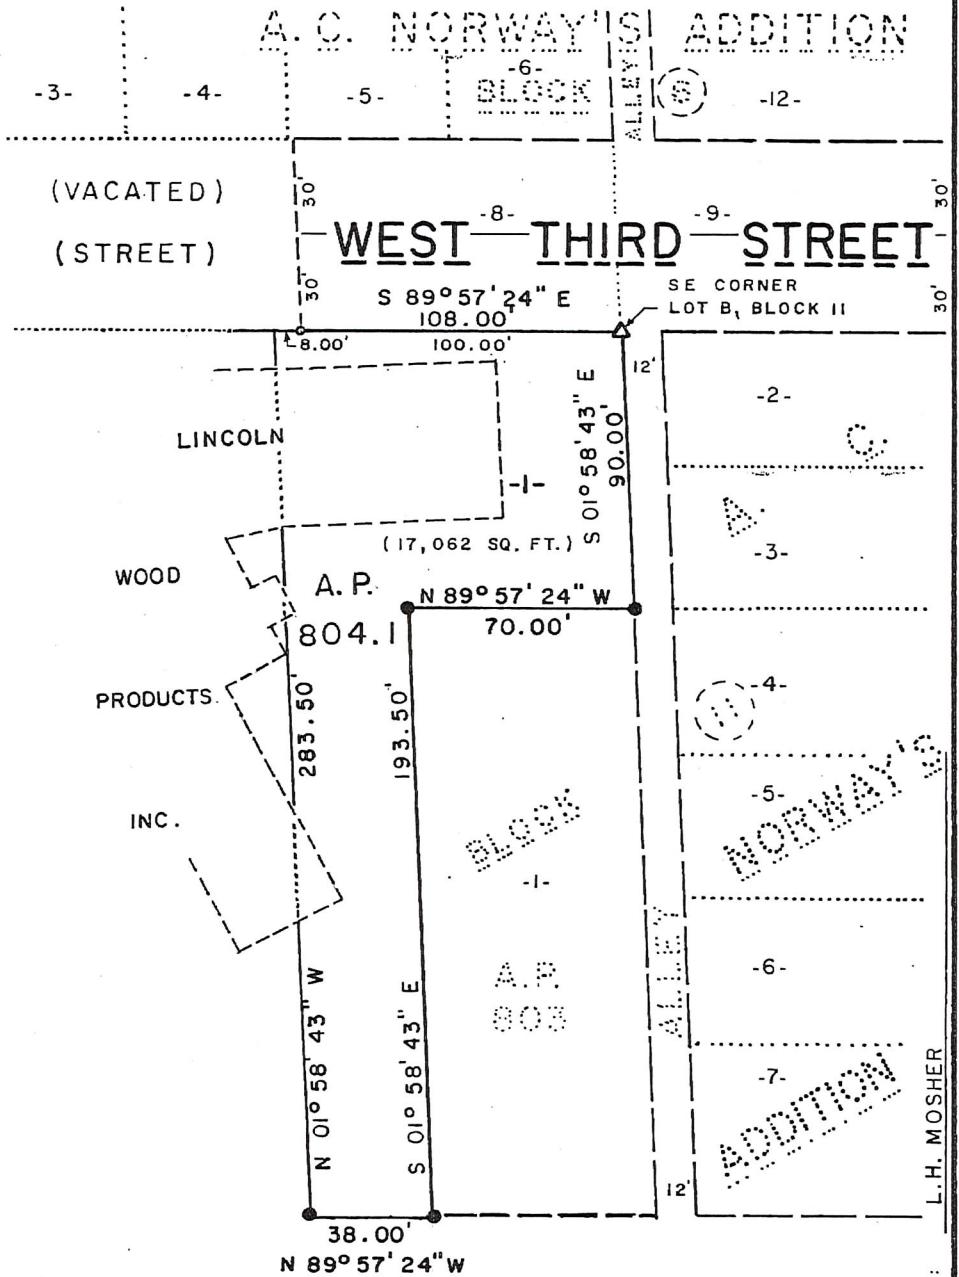 A.C. NORWAY'S ADDITION
-3-
-4-
-5-
-6-
BLOCK
ALLEY
6
-12-
(VACATED)
(STREET)
30'
30'
-8-
-9-
WEST THIRD STREET
30'
30'
S 89°57'24" E
108.00'
SE CORNER
LOT B, BLOCK 11
8.00'
100.00'
12'
S 01°58'43" E
90.00'
-2-
LINCOLN
-1-
A. C.
(17,062 SQ. FT.)
-3-
WOOD
A.P.
804.1
N 89°57'24" W
70.00'
PRODUCTS
283.50'
193.50'
11
-4-
INC.
BLOCK
-1-
-5-
NORWAY'S
A.P.
803
ALLEY
-6-
N 01°58'43" W
S 01°58'43" E
-7-
ADDITION
L.H. MOSHER
12'
38.00'
N 89°57'24" W